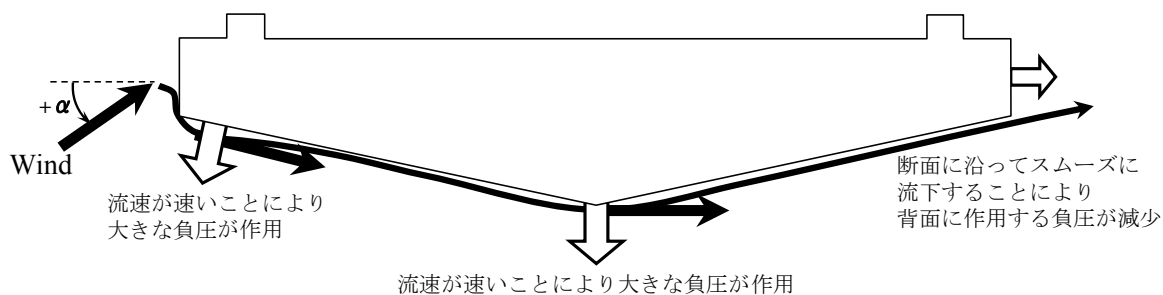 +α
Wind
流速が速いことにより
大きな負圧が作用
流速が速いことにより大きな負圧が作用
断面に沿ってスムーズに
流下することにより
背面に作用する負圧が減少